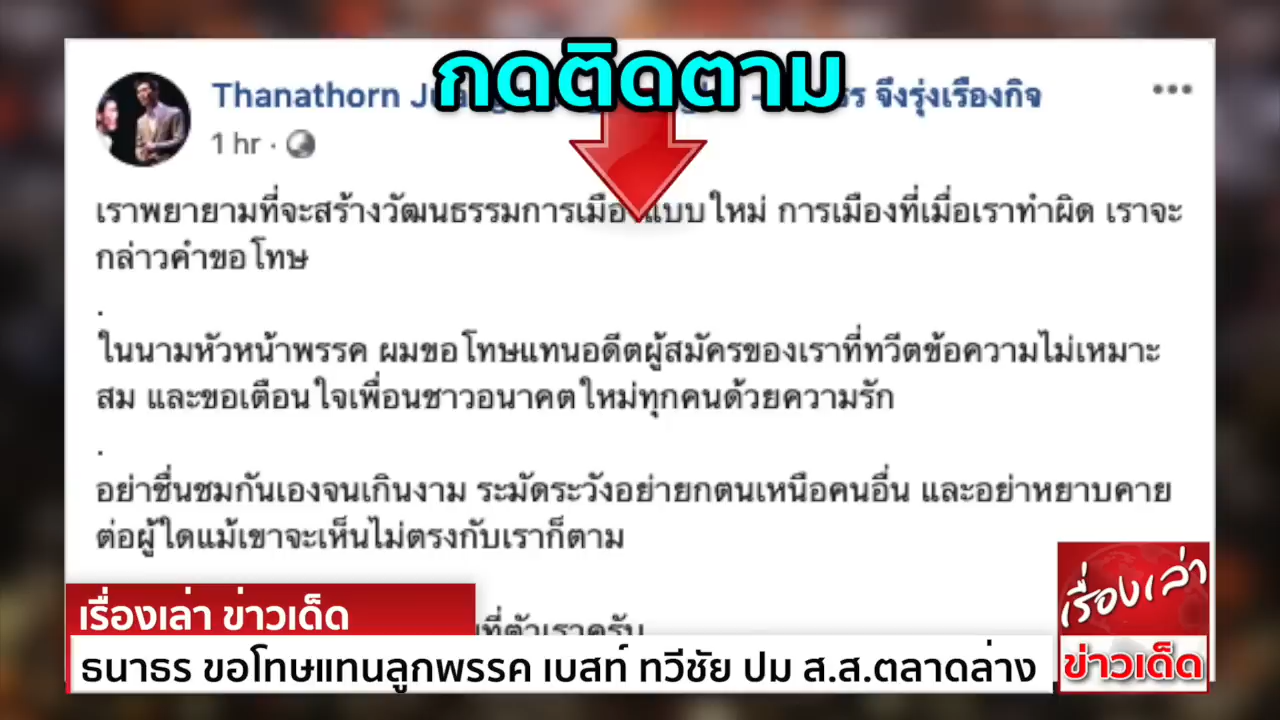 กดติดตาม
Thanathorn จึงรุ่งเรืองกิจ
1 hr ·
เราพยายามที่จะสร้างวัฒนธรรมการเมืองแบบใหม่ การเมืองที่เมื่อเราทำผิด เราจะ
กล่าวคำขอโทษ
.
ในนามหัวหน้าพรรค ผมขอโทษแทนอดีตผู้สมัครของเราที่ทวีตข้อความไม่เหมาะ
สม และขอเตือนใจเพื่อนชาวอนาคตใหม่ทุกคนด้วยความรัก
.
อย่าชื่นชมกันเองจนเกินงาม ระมัดระวังอย่ายกตนเหนือคนอื่น และอย่าหยาบคาย
ต่อผู้ใดแม้เขาจะเห็นไม่ตรงกับเราก็ตาม
ที่ตัวเราครับ
เรื่องเล่า ข่าวเด็ด
ธนาธร ขอโทษแทนลูกพรรค เบสท์ ทวีชัย ปม ส.ส.ตลาดล่าง
เรื่องเล่า
ข่าวเด็ด